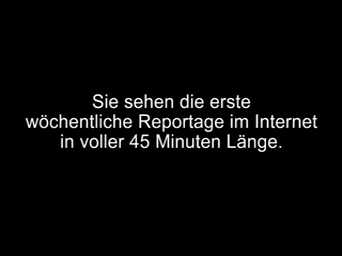 Sie sehen die erste
wöchentliche Reportage im Internet
in voller 45 Minuten Länge.